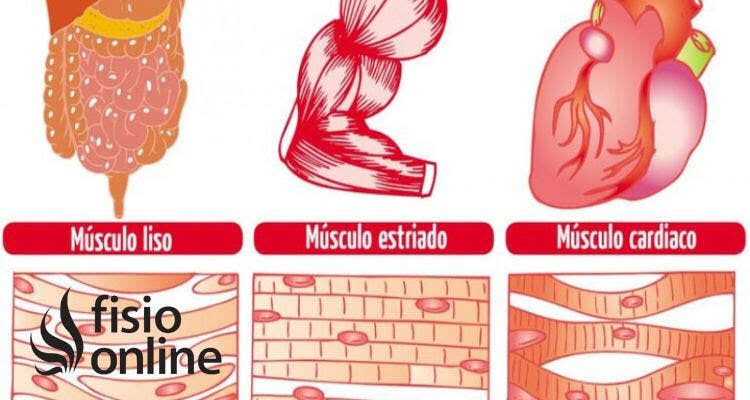 Músculo liso
Músculo estriado
Músculo cardiaco
fisio
online